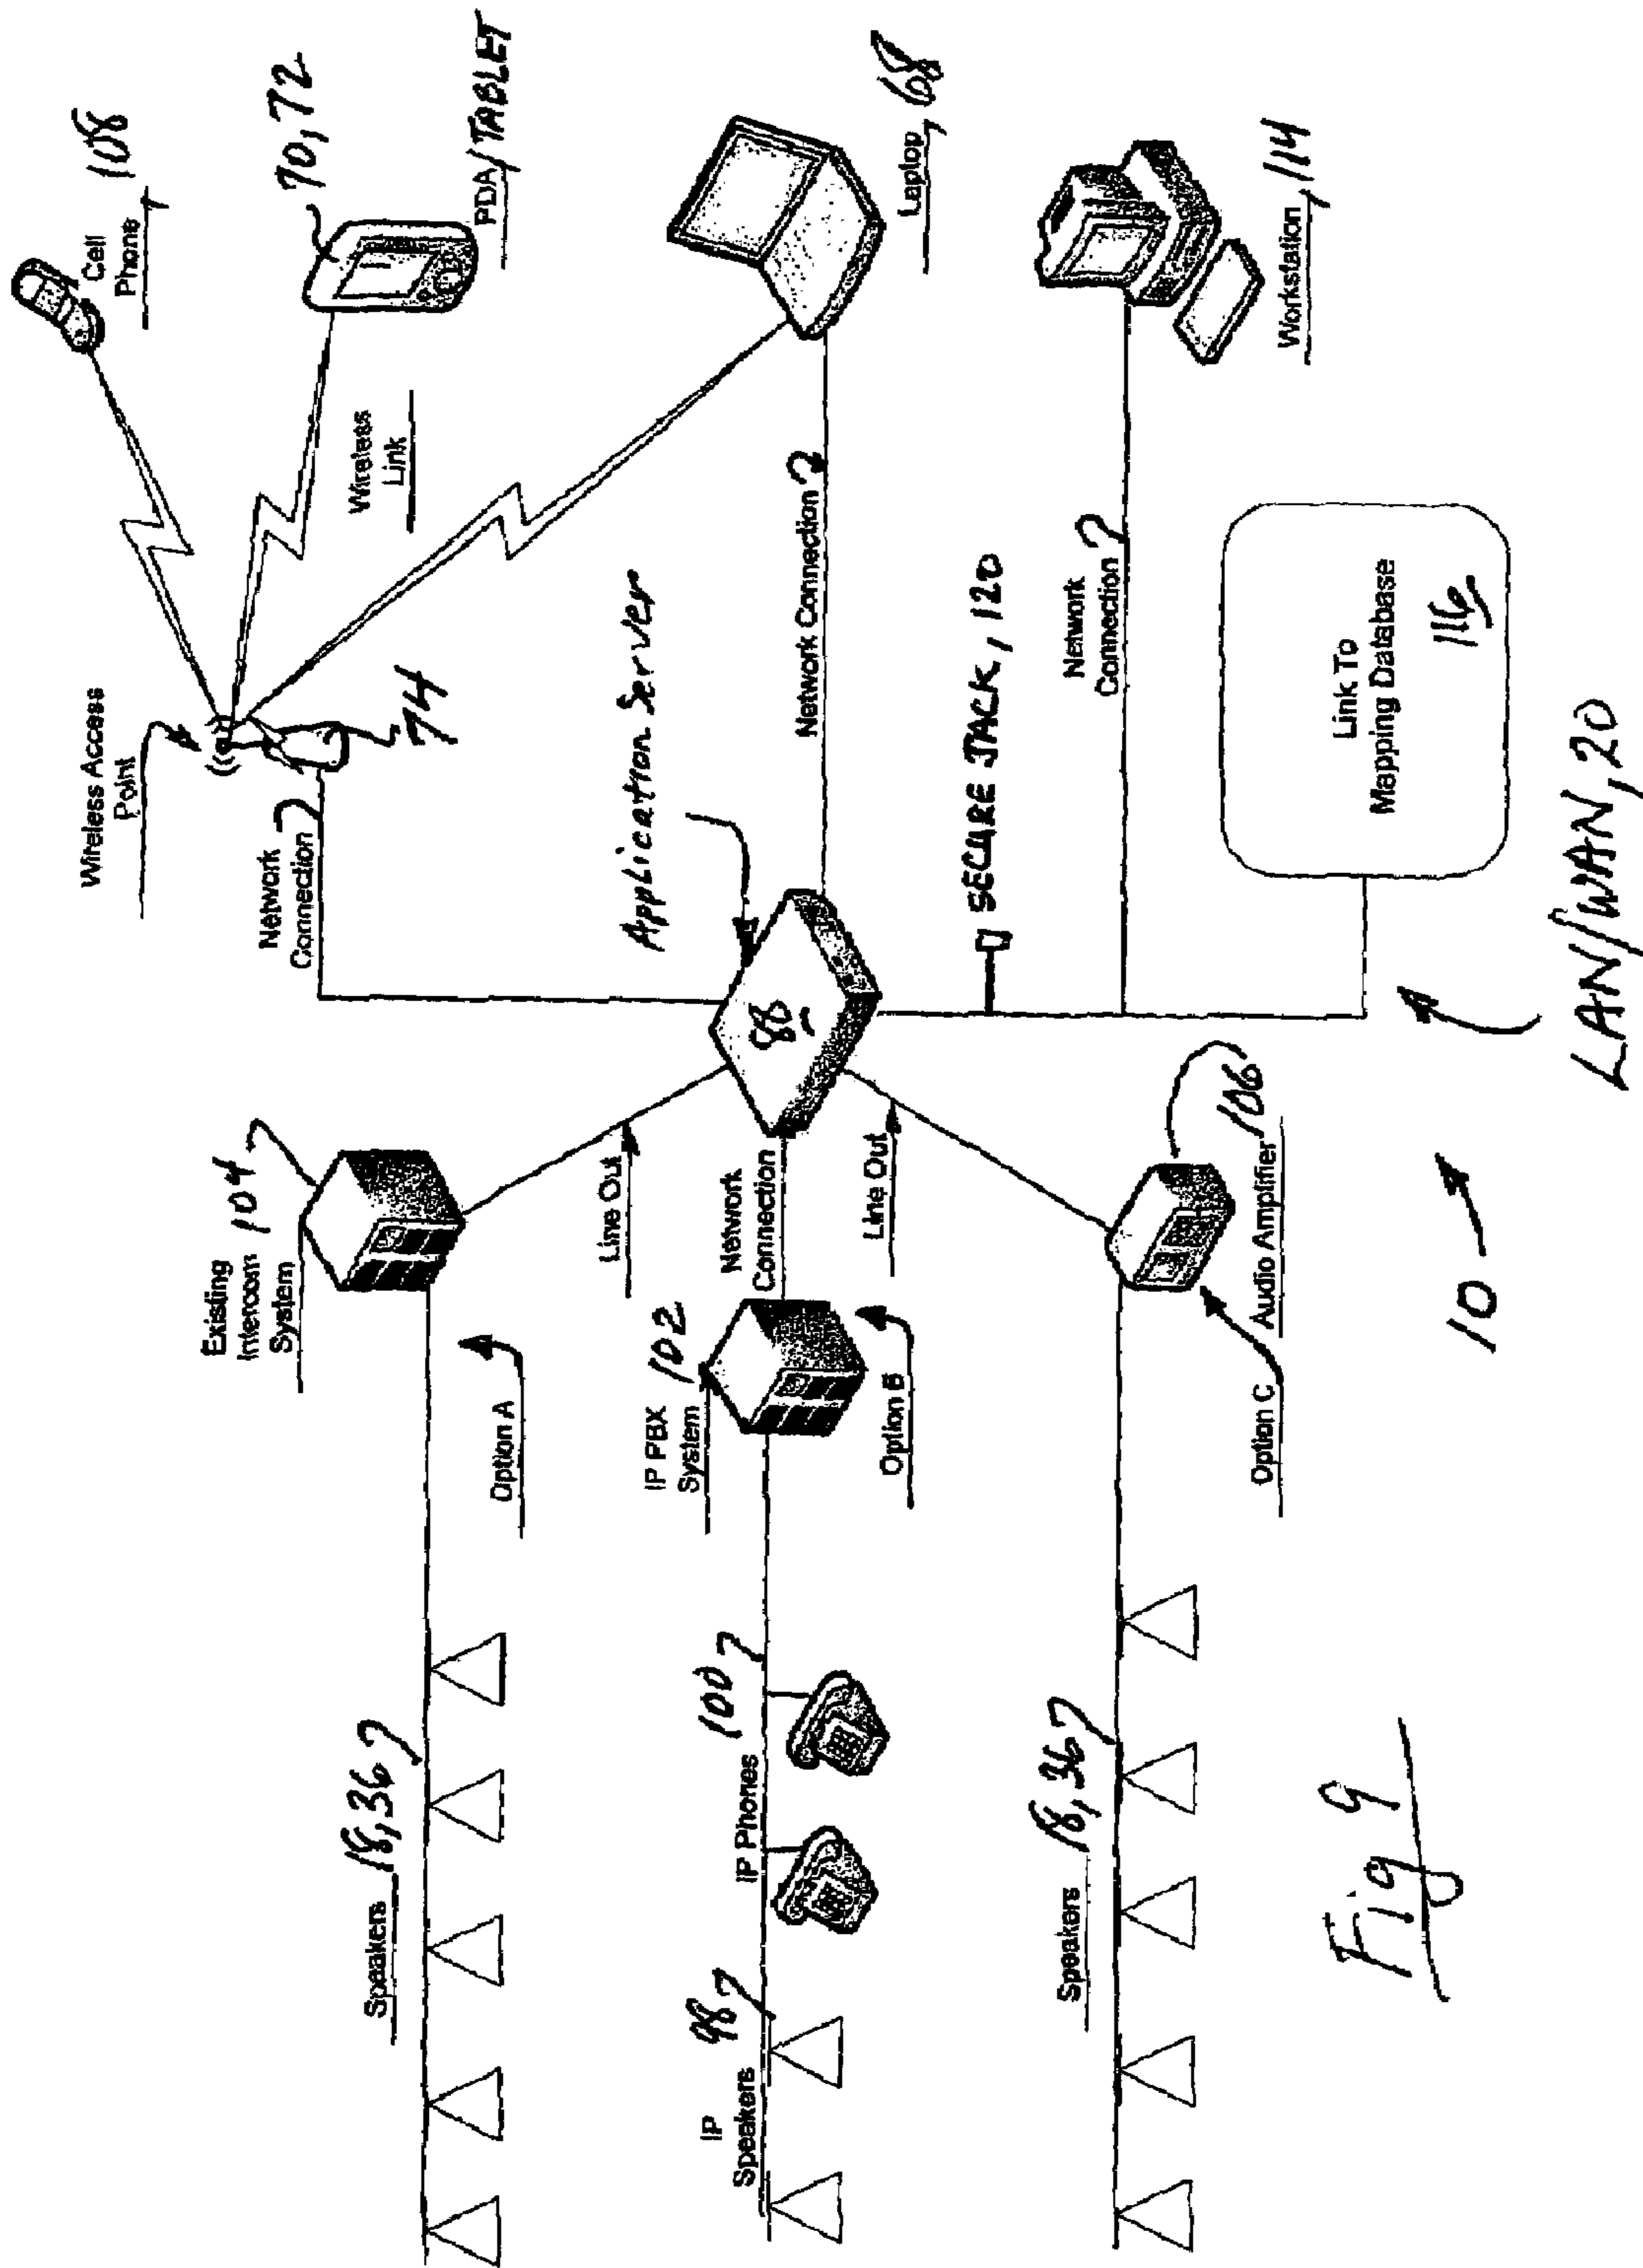 Cell
Phone, 108
70, 72
PDA/TABLET
Wireless
Link
Wireless Access
Point
74
Network
Connection
Application Server
88
Laptop, 68
Network Connection
SECURE JACK, 120
Network
Connection
Workstation, 114
Link To
Mapping Database
116
LAN/WAN, 20
10
Existing
Intercom 104
System
Line Out
Option A
Speakers 18, 36
IP PBX 102
System
Network
Connection
Option B
IP Phones 100
IP
Speakers 98
Line Out
Audio Amplifier 106
Option C
Speakers 18, 36
Fig 9